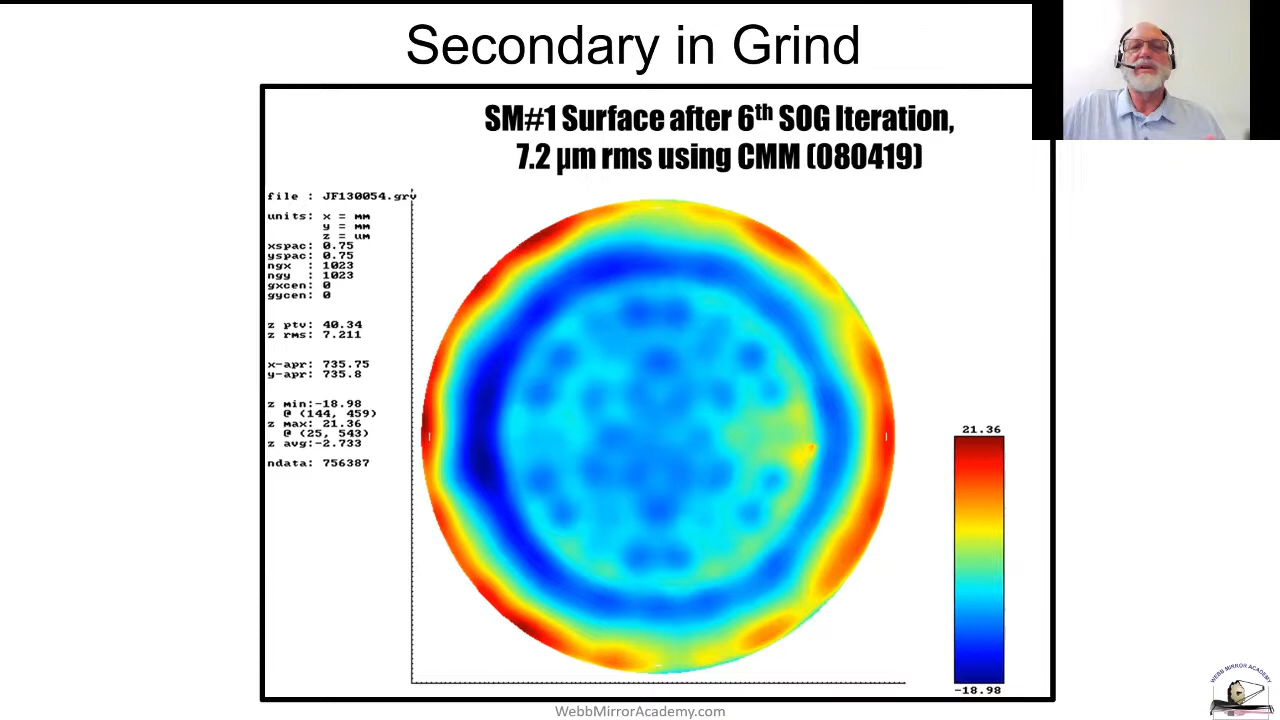 Secondary in Grind
SM#1 Surface after 6th SOG Iteration,
7.2 µm rms using CMM (080419)
file : JF130054.grv
units: x = mm
y = mm
z = um
xspac: 0.75
yspac: 0.75
ngx : 1023
ngy : 1023
gxcen: 0
gycen: 0
z ptv: 40.34
z rms: 7.211
x-apr: 735.75
y-apr: 735.8
z min:-18.98
@ (144, 459)
z max: 21.36
@ (25, 543)
z avg:-2.733
ndata: 756387
21.36
-18.98
WEBB MIRROR ACADEMY
WebbMirrorAcademy.com